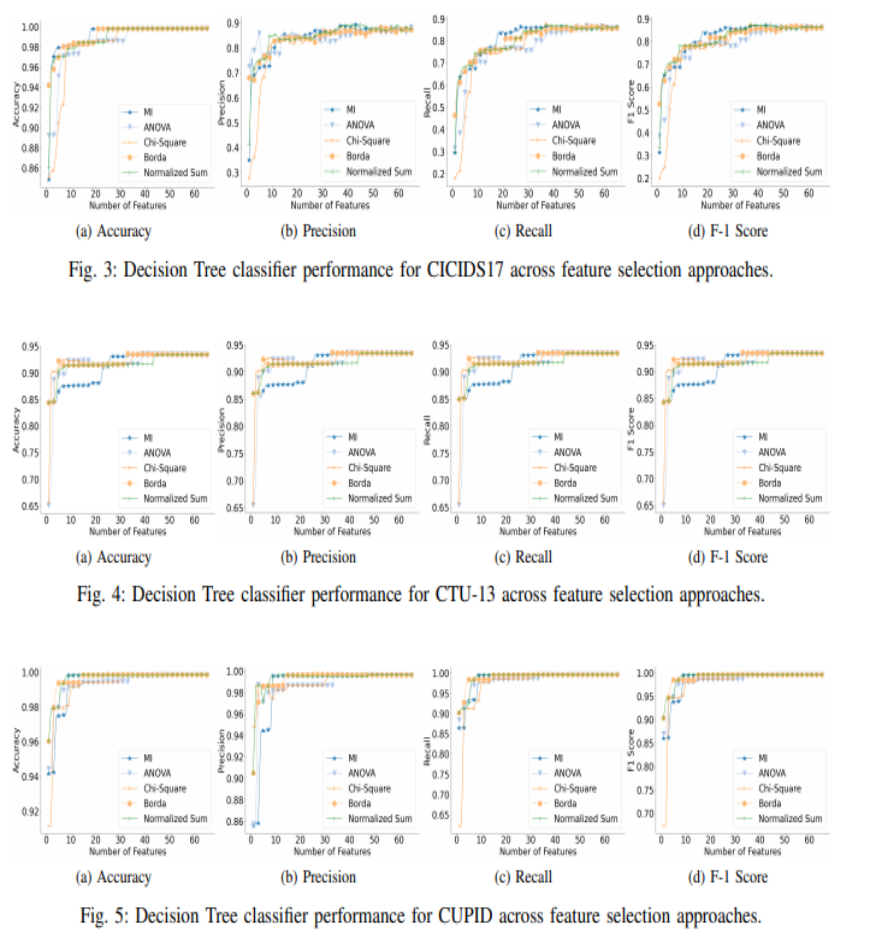 1.00
0.98
0.96
0.94
0.92
0.90
0.88
0.86
Accuracy
MI
ANOVA
Chi-Square
Borda
Normalized Sum
0 10 20 30 40 50 60
Number of Features
(a) Accuracy
0.9
0.8
0.7
0.6
0.5
0.4
0.3
Precision
MI
ANOVA
Chi-Square
Borda
Normalized Sum
0 10 20 30 40 50 60
Number of Features
(b) Precision
0.9
0.8
0.7
0.6
0.5
0.4
0.3
0.2
Recall
MI
ANOVA
Chi-Square
Borda
Normalized Sum
0 10 20 30 40 50 60
Number of Features
(c) Recall
0.9
0.8
0.7
0.6
0.5
0.4
0.3
0.2
F1 Score
MI
ANOVA
Chi-Square
Borda
Normalized Sum
0 10 20 30 40 50 60
Number of Features
(d) F-1 Score
Fig. 3: Decision Tree classifier performance for CICIDS17 across feature selection approaches.
0.95
0.90
0.85
0.80
0.75
0.70
0.65
Accuracy
MI
ANOVA
Chi-Square
Borda
Normalized Sum
0 10 20 30 40 50 60
Number of Features
(a) Accuracy
0.95
0.90
0.85
0.80
0.75
0.70
0.65
Precision
MI
ANOVA
Chi-Square
Borda
Normalized Sum
0 10 20 30 40 50 60
Number of Features
(b) Precision
0.95
0.90
0.85
0.80
0.75
0.70
0.65
Recall
MI
ANOVA
Chi-Square
Borda
Normalized Sum
0 10 20 30 40 50 60
Number of Features
(c) Recall
0.95
0.90
0.85
0.80
0.75
0.70
0.65
F1 Score
MI
ANOVA
Chi-Square
Borda
Normalized Sum
0 10 20 30 40 50 60
Number of Features
(d) F-1 Score
Fig. 4: Decision Tree classifier performance for CTU-13 across feature selection approaches.
1.00
0.98
0.96
0.94
0.92
Accuracy
MI
ANOVA
Chi-Square
Borda
Normalized Sum
0 10 20 30 40 50 60
Number of Features
(a) Accuracy
1.00
0.98
0.96
0.94
0.92
0.90
0.88
0.86
Precision
MI
ANOVA
Chi-Square
Borda
Normalized Sum
0 10 20 30 40 50 60
Number of Features
(b) Precision
1.00
0.95
0.90
0.85
0.80
0.75
0.70
0.65
Recall
MI
ANOVA
Chi-Square
Borda
Normalized Sum
0 10 20 30 40 50 60
Number of Features
(c) Recall
1.00
0.95
0.90
0.85
0.80
0.75
0.70
F1 Score
MI
ANOVA
Chi-Square
Borda
Normalized Sum
0 10 20 30 40 50 60
Number of Features
(d) F-1 Score
Fig. 5: Decision Tree classifier performance for CUPID across feature selection approaches.